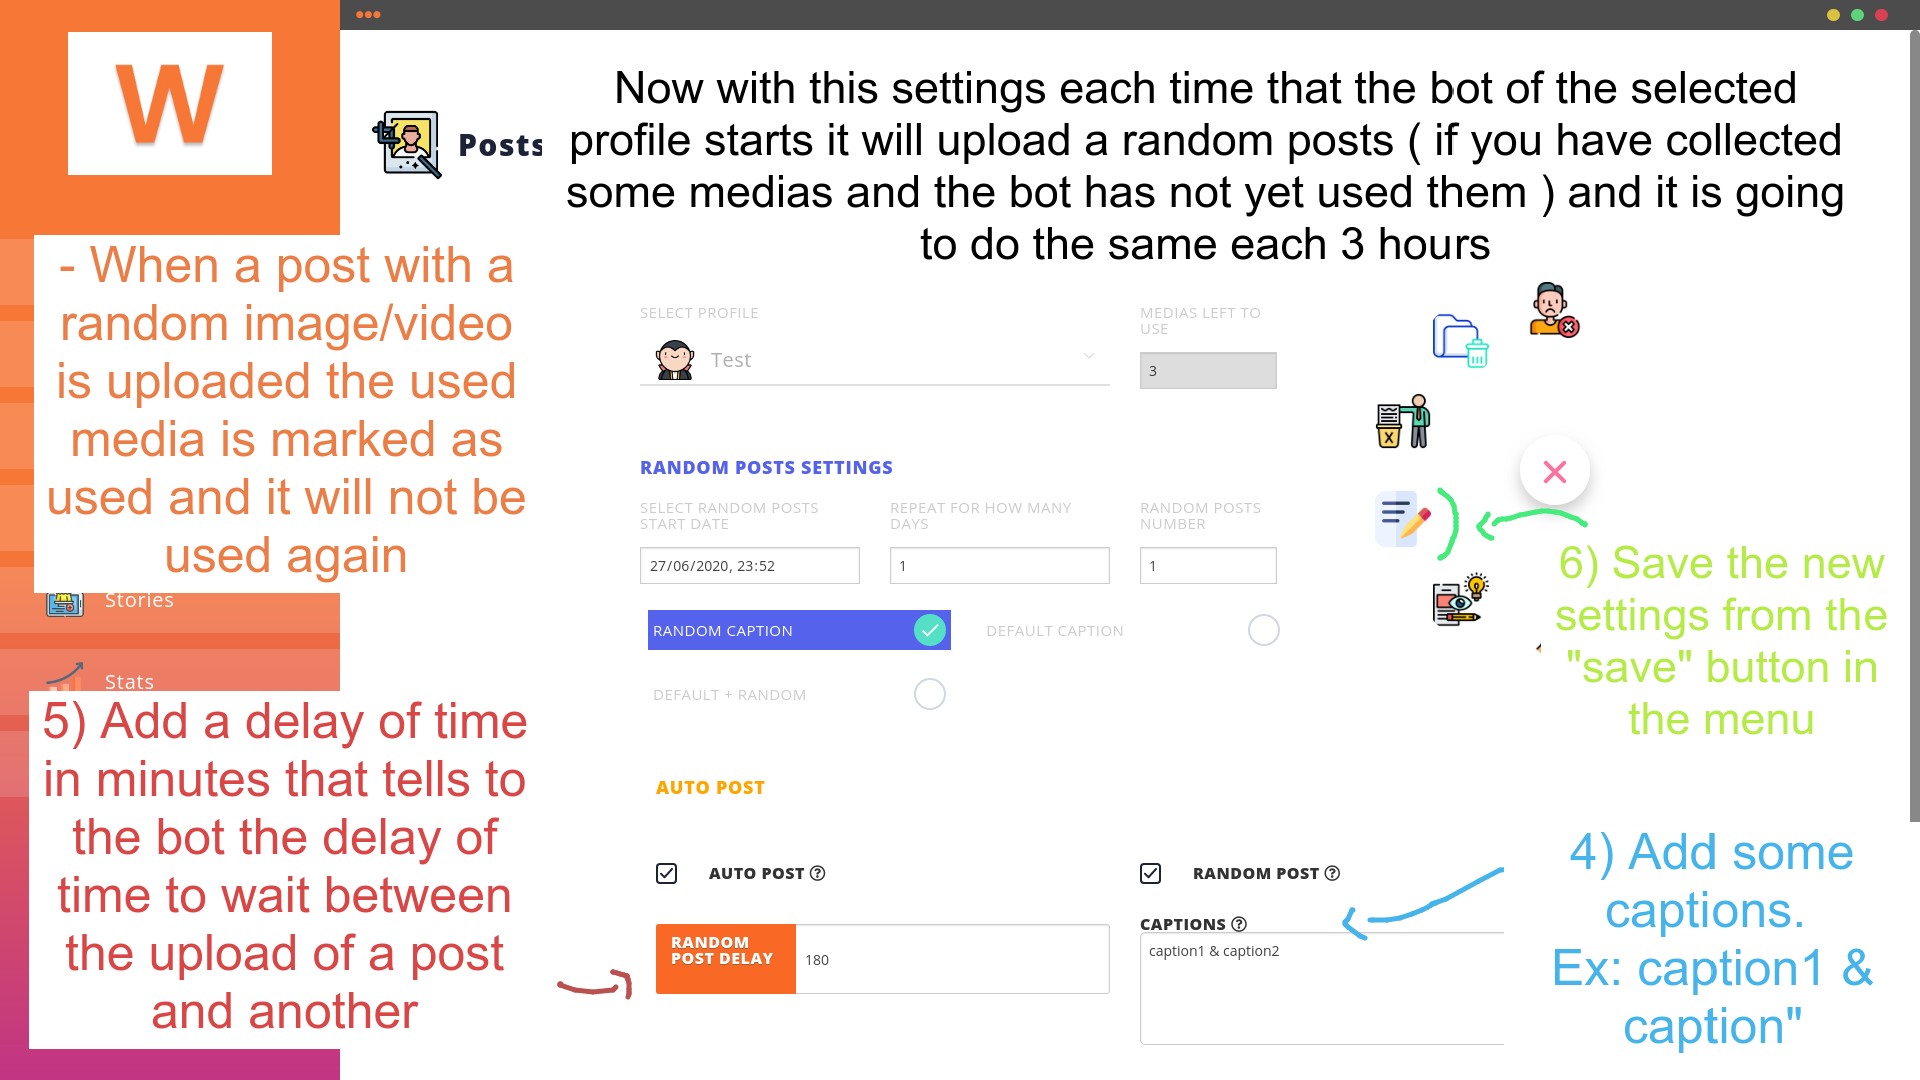 W
Posts
Now with this settings each time that the bot of the selected
profile starts it will upload a random posts ( if you have collected
some medias and the bot has not yet used them ) and it is going
to do the same each 3 hours
- When a post with a
random image/video
is uploaded the used
media is marked as
used and it will not be
used again
Stories
Stats
5) Add a delay of time
in minutes that tells to
the bot the delay of
time to wait between
the upload of a post
and another
SELECT PROFILE
Test
MEDIAS LEFT TO
USE
3
RANDOM POSTS SETTINGS
SELECT RANDOM POSTS
START DATE
27/06/2020, 23:52
REPEAT FOR HOW MANY
DAYS
1
RANDOM POSTS
NUMBER
1
RANDOM CAPTION
DEFAULT CAPTION
DEFAULT + RANDOM
AUTO POST
AUTO POST ?
RANDOM POST ?
RANDOM
POST DELAY
180
CAPTIONS ?
caption1 & caption2
6) Save the new
settings from the
"save" button in
the menu
4) Add some
captions.
Ex: caption1 &
caption"